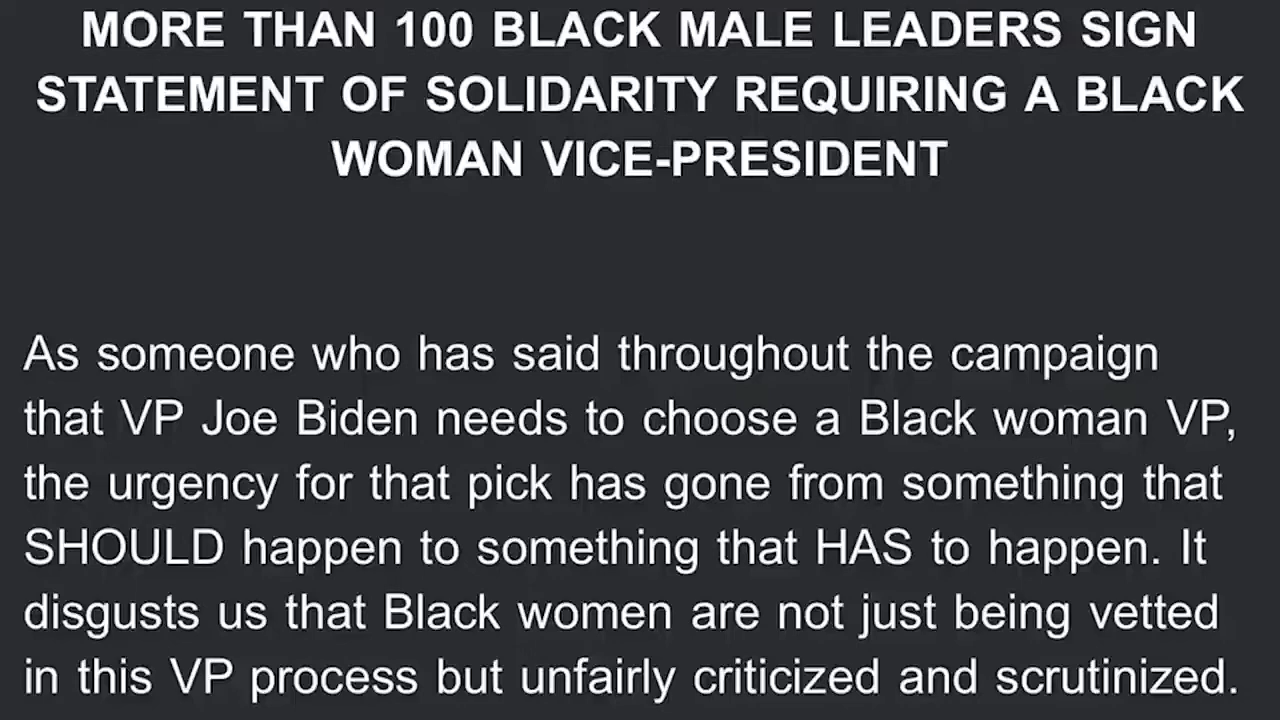 MORE THAN 100 BLACK MALE LEADERS SIGN
STATEMENT OF SOLIDARITY REQUIRING A BLACK
WOMAN VICE-PRESIDENT
As someone who has said throughout the campaign
that VP Joe Biden needs to choose a Black woman VP,
the urgency for that pick has gone from something that
SHOULD happen to something that HAS to happen. It
disgusts us that Black women are not just being vetted
in this VP process but unfairly criticized and scrutinized.